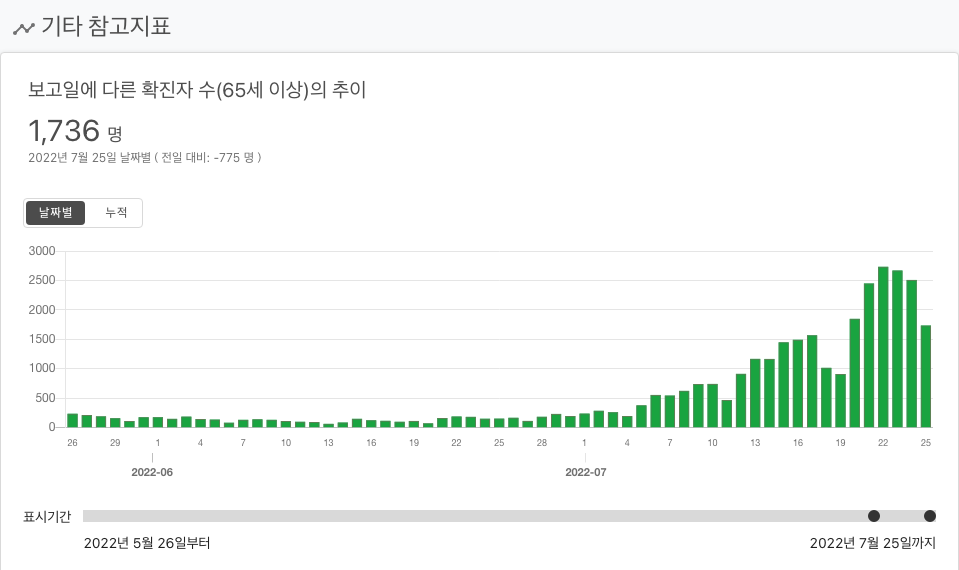 기타 참고지표
보고일에 다른 확진자 수(65세 이상)의 추이
1,736 명
2022년 7월 25일 날짜별 ( 전일 대비: -775 명 )
날짜별 누적
3000
2500
2000
1500
1000
500
0
26 29 1 4 7 10 13 16 19 22 25 28 1 4 7 10 13 16 19 22 25
2022-06 2022-07
표시기간
2022년 5월 26일부터 2022년 7월 25일까지